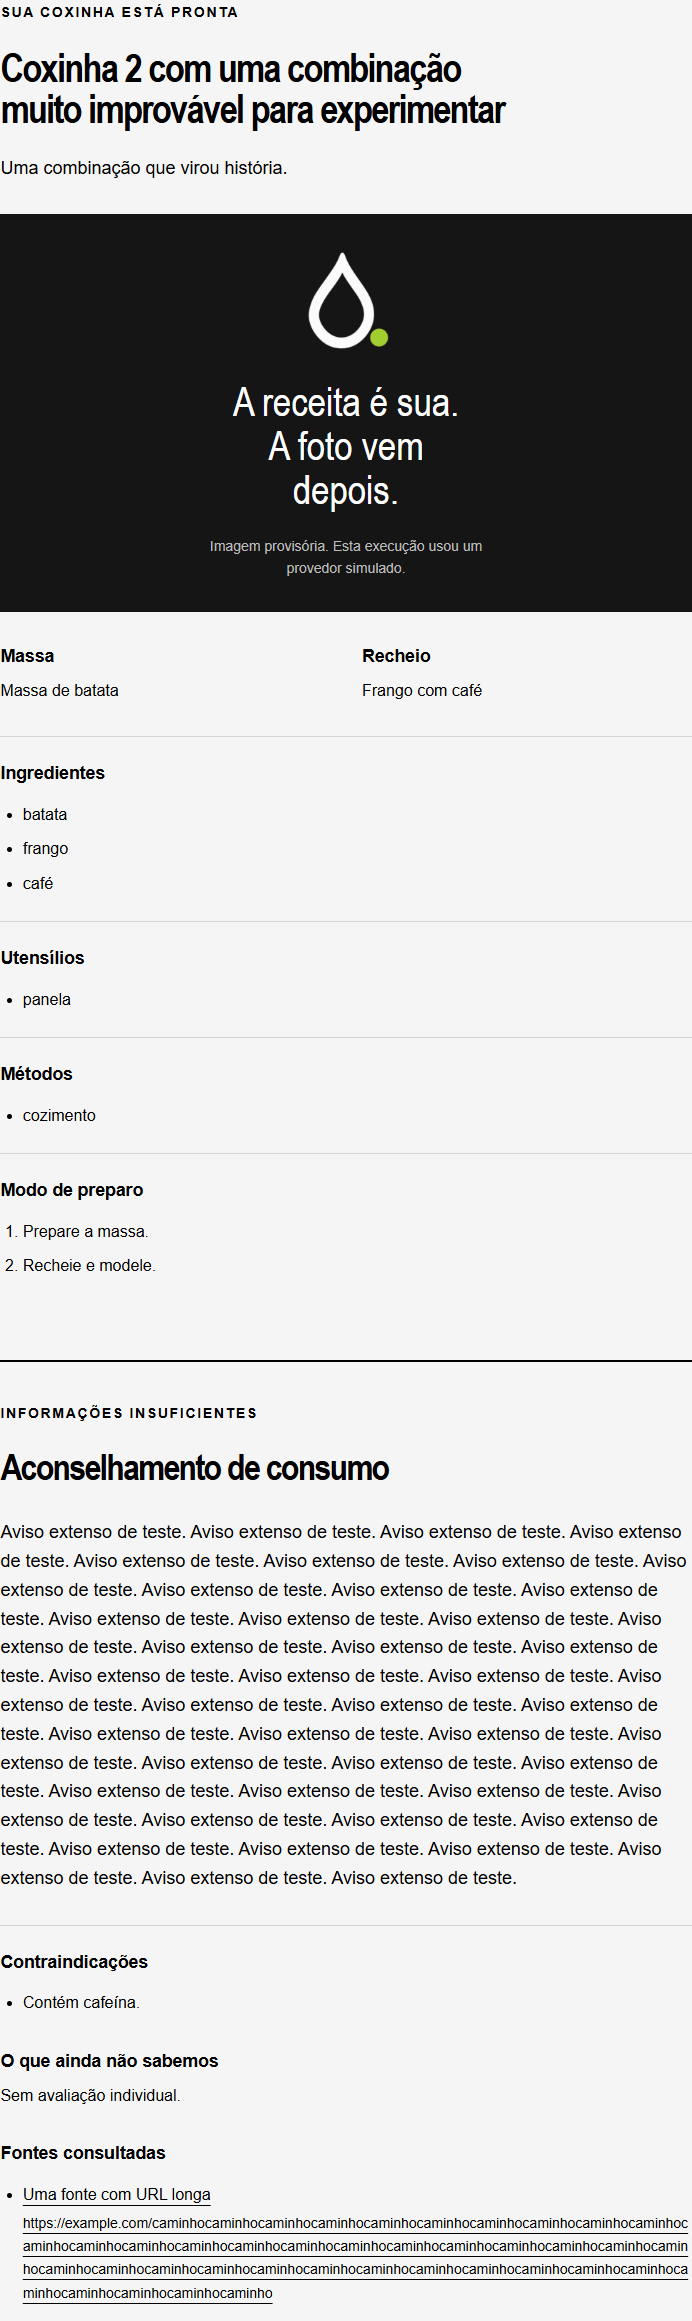 SUA COXINHA ESTÁ PRONTA
Coxinha 2 com uma combinação
muito improvável para experimentar
Uma combinação que virou história.
A receita é sua.
A foto vem
depois.
Imagem provisória. Esta execução usou um
provedor simulado.
Massa
Massa de batata
Recheio
Frango com café
Ingredientes
• batata
• frango
• café
Utensílios
• panela
Métodos
• cozimento
Modo de preparo
1. Prepare a massa.
2. Recheie e modele.
INFORMAÇÕES INSUFICIENTES
Aconselhamento de consumo
Aviso extenso de teste. Aviso extenso de teste. Aviso extenso de teste. Aviso extenso
de teste. Aviso extenso de teste. Aviso extenso de teste. Aviso extenso de teste. Aviso
extenso de teste. Aviso extenso de teste. Aviso extenso de teste. Aviso extenso de
teste. Aviso extenso de teste. Aviso extenso de teste. Aviso extenso de teste. Aviso
extenso de teste. Aviso extenso de teste. Aviso extenso de teste. Aviso extenso de
teste. Aviso extenso de teste. Aviso extenso de teste. Aviso extenso de teste. Aviso
extenso de teste. Aviso extenso de teste. Aviso extenso de teste. Aviso extenso de
teste. Aviso extenso de teste. Aviso extenso de teste. Aviso extenso de teste. Aviso
extenso de teste. Aviso extenso de teste. Aviso extenso de teste. Aviso extenso de
teste. Aviso extenso de teste. Aviso extenso de teste. Aviso extenso de teste. Aviso
extenso de teste. Aviso extenso de teste. Aviso extenso de teste. Aviso extenso de
teste. Aviso extenso de teste. Aviso extenso de teste. Aviso extenso de teste. Aviso
extenso de teste. Aviso extenso de teste. Aviso extenso de teste.
Contraindicações
• Contém cafeína.
O que ainda não sabemos
Sem avaliação individual.
Fontes consultadas
• Uma fonte com URL longa
https://example.com/caminhocaminhocaminhocaminhocaminhocaminhocaminhocaminhocaminhocaminhoc
aminhocaminhocaminhocaminhocaminhocaminhocaminhocaminhocaminhocaminhocaminhocaminhocamin
hocaminhocaminhocaminhocaminhocaminhocaminhocaminhocaminhocaminhocaminhocaminhocaminhoca
minhocaminhocaminhocaminhocaminho